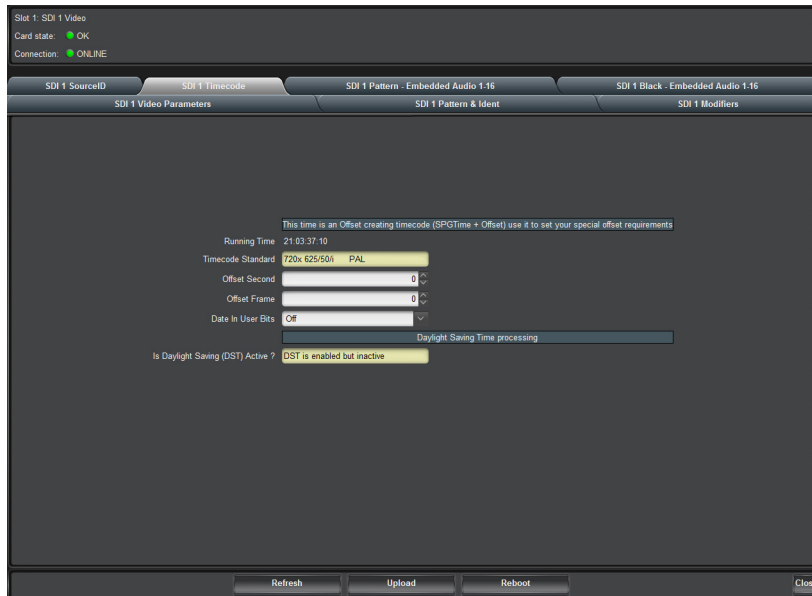 Slot 1: SDI 1 Video
Card state: OK
Connection: ONLINE
SDI 1 SourceID SDI 1 Timecode SDI 1 Pattern - Embedded Audio 1-16 SDI 1 Black - Embedded Audio 1-16
SDI 1 Video Parameters SDI 1 Pattern & Ident SDI 1 Modifiers
This time is an Offset creating timecode (SPGTime + Offset) use it to set your special offset requirements
Running Time 21:03:37:10
Timecode Standard 720x 625/50/i PAL
Offset Second 0
Offset Frame 0
Date In User Bits Off
Daylight Saving Time processing
Is Daylight Saving (DST) Active ? DST is enabled but inactive
Refresh Upload Reboot Clos